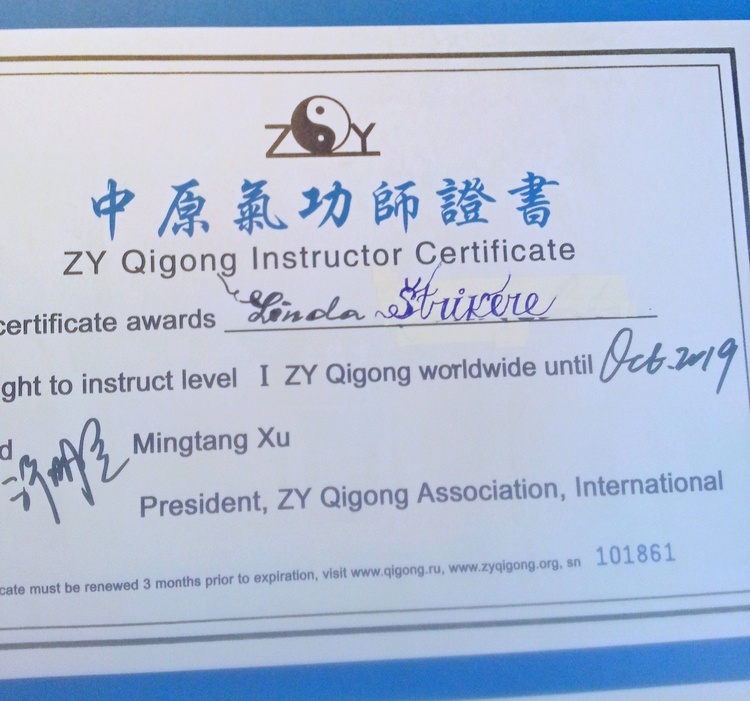 ZY
中原氣功師證書
ZY Qigong Instructor Certificate
certificate awards Linda Strikere
ght to instruct level I ZY Qigong worldwide until Oct. 2019
d Mingtang Xu
President, ZY Qigong Association, International
cate must be renewed 3 months prior to expiration, visit www.qigong.ru, www.zyqigong.org, sn 101861